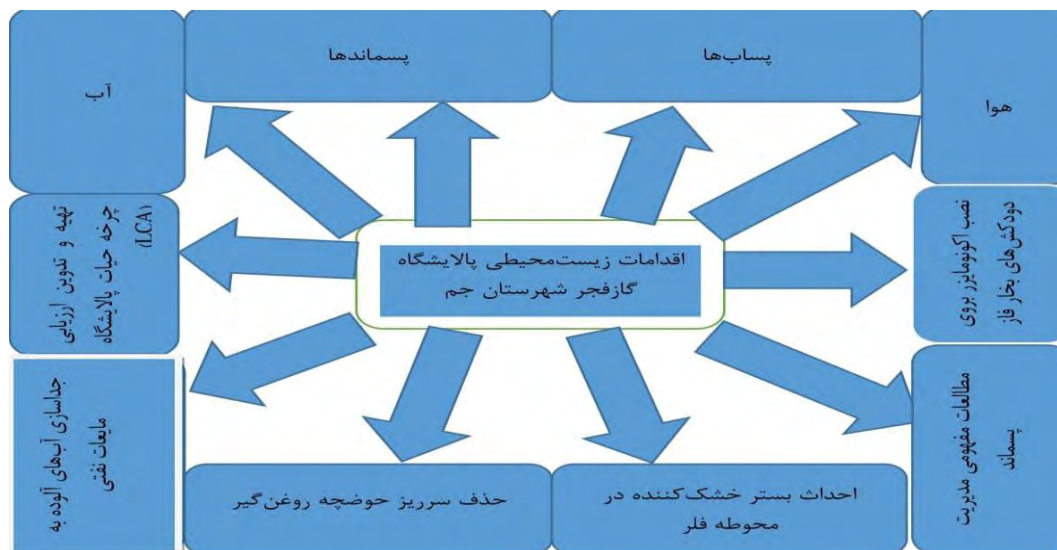 هوا
پساب‌ها
پسماندها
آب
نصب اکونومایزر بروی
دودکش‌های بخار فاز
اقدامات زیست‌محیطی پالایشگاه
گازفجر شهرستان جم
تهیه و تدوین ارزیابی
چرخه حیات پالایشگاه
(LCA)
مطالعات مفهومی مدیریت
پسماند
احداث بستر خشک‌کننده در
محوطه فلر
حذف سرریز حوضچه روغن‌گیر
جداسازی آب‌های آلوده به
مایعات نفتی